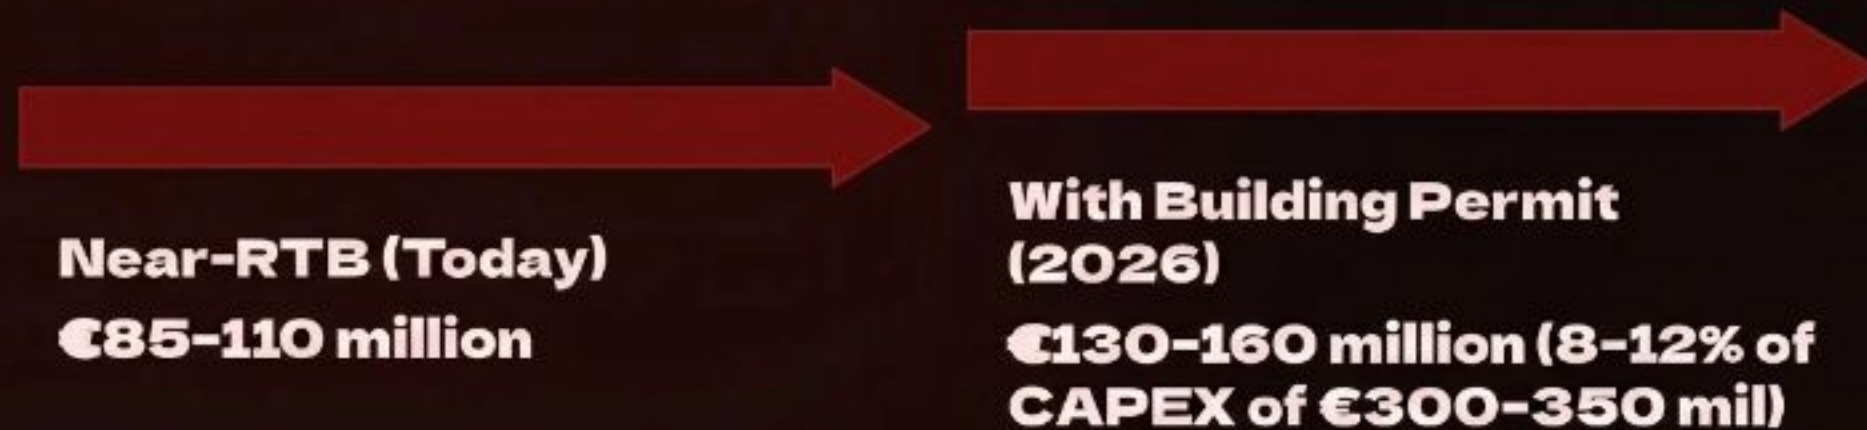 Near-RTB (Today)
€85-110 million
With Building Permit
(2026)
€130-160 million (8-12% of
CAPEX of €300-350 mil)